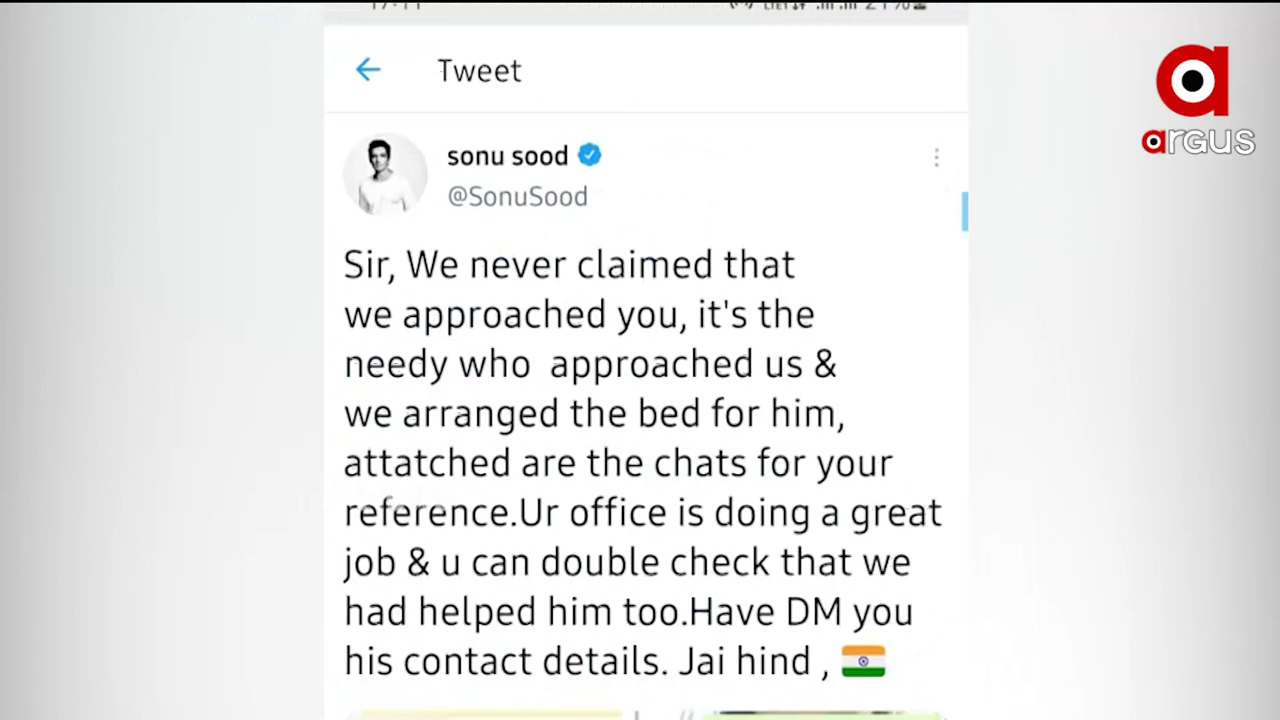 Tweet
argus
sonu sood
@SonuSood
Sir, We never claimed that
we approached you, it's the
needy who approached us &
we arranged the bed for him,
attatched are the chats for your
reference.Ur office is doing a great
job & u can double check that we
had helped him too.Have DM you
his contact details. Jai hind , 🇮🇳